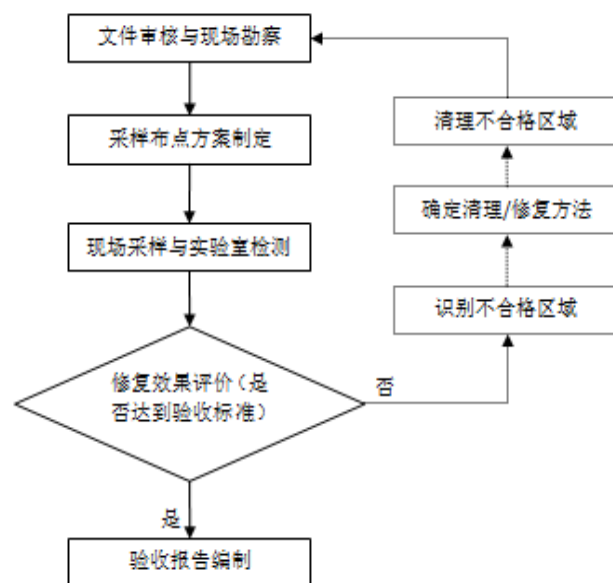 文件审核与现场勘察
采样布点方案制定
现场采样与实验室检测
修复效果评价（是
否达到验收标准）
是
验收报告编制
否
识别不合格区域
确定清理/修复方法
清理不合格区域